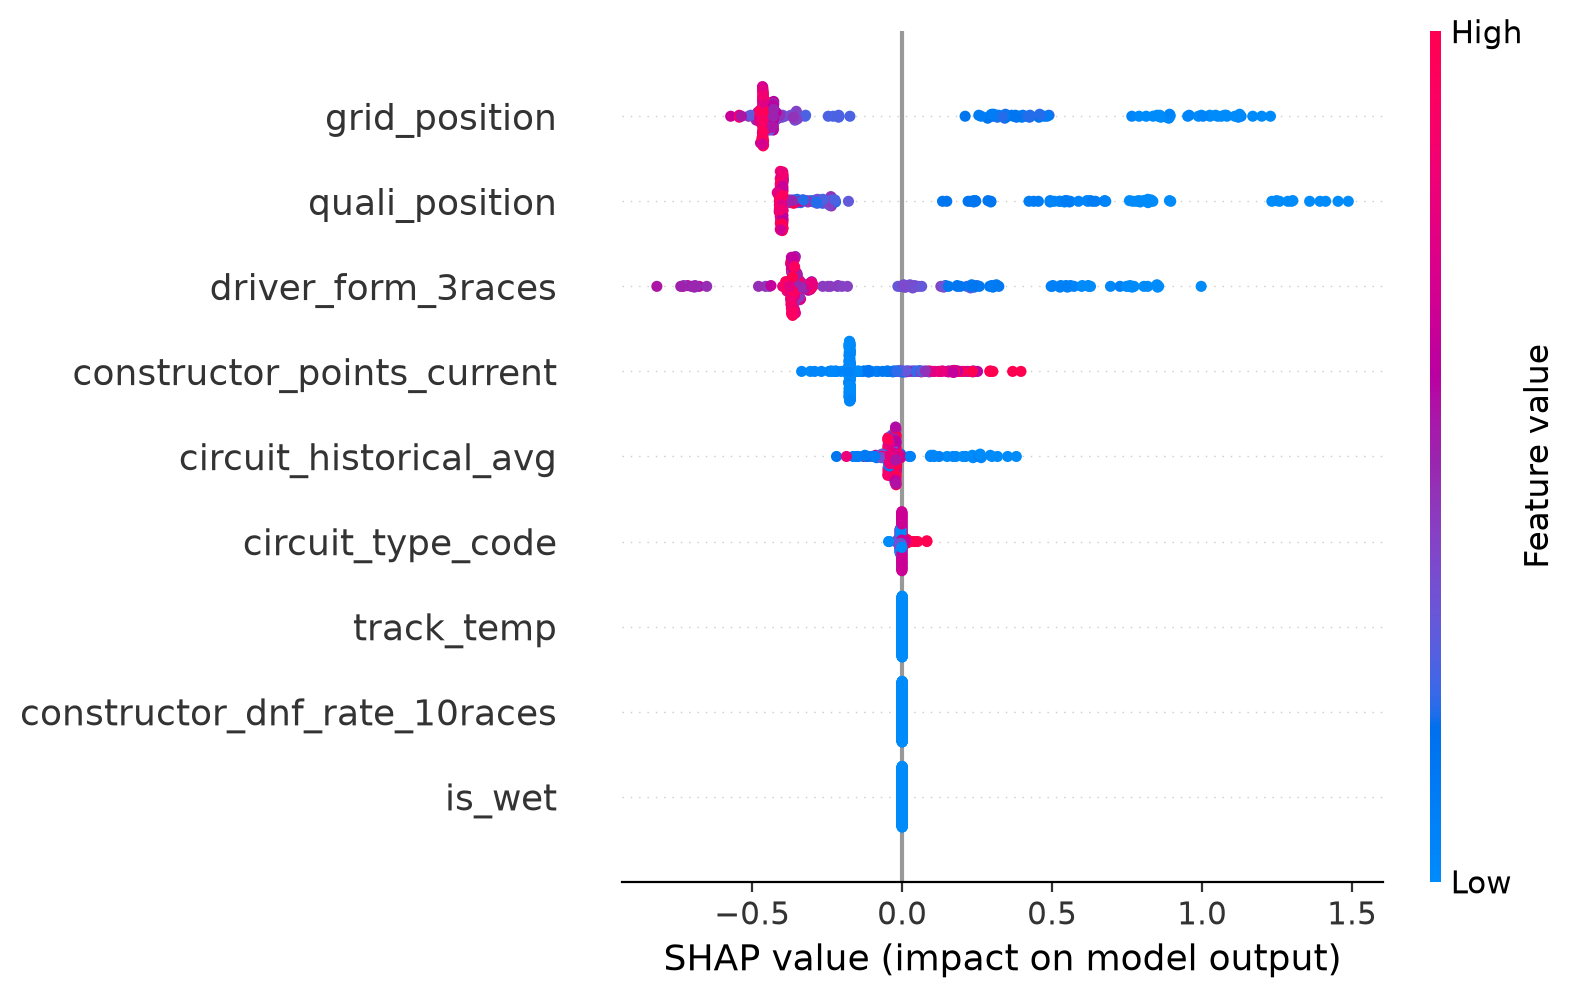 High
grid_position
quali_position
driver_form_3races
constructor_points_current
circuit_historical_avg
circuit_type_code
track_temp
constructor_dnf_rate_10races
is_wet
Feature value
Low
−0.5 0.0 0.5 1.0 1.5
SHAP value (impact on model output)